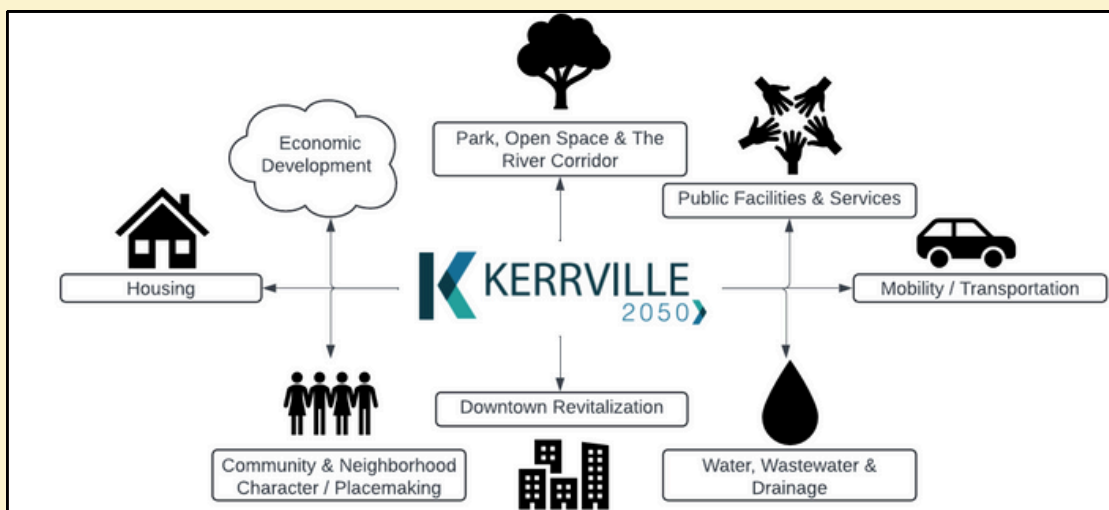 Economic
Development
Park, Open Space & The
River Corridor
Public Facilities & Services
Housing
KERRVILLE
2050
Mobility / Transportation
Community & Neighborhood
Character / Placemaking
Downtown Revitalization
Water, Wastewater &
Drainage